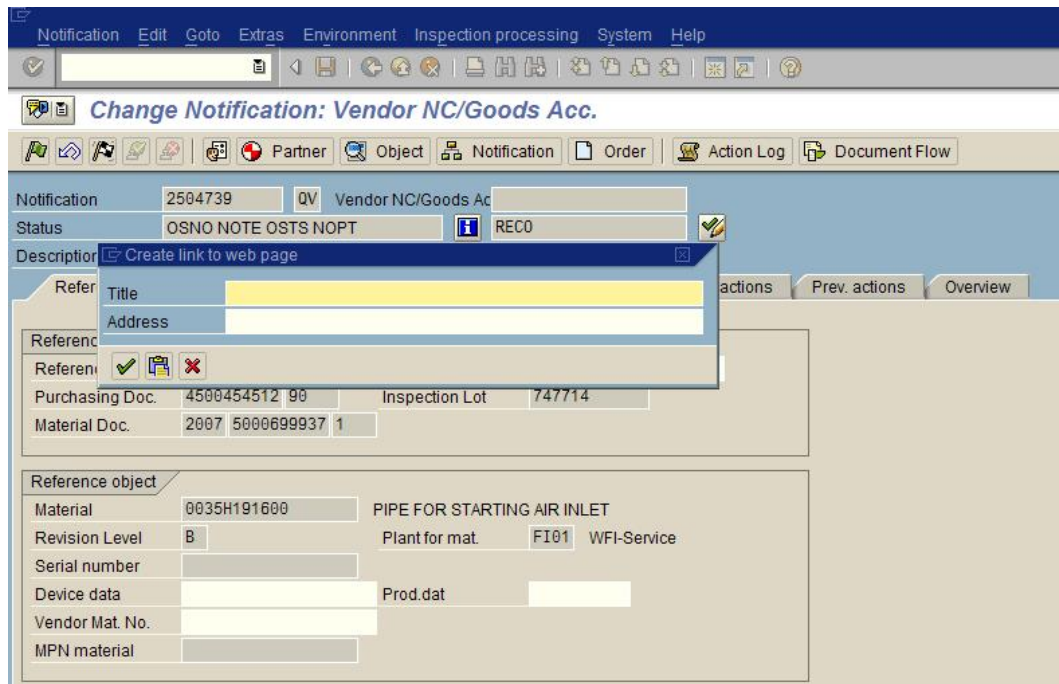 Notification Edit Goto Extras Environment Inspection processing System Help
Change Notification: Vendor NC/Goods Acc.
Partner Object Notification Order Action Log Document Flow
Notification 2504739 QV Vendor NC/Goods Ac
Status OSNO NOTE OSTS NOPT RECO
Description
Create link to web page
Title
Address
Refer actions Prev. actions Overview
Referenc
Referen
Purchasing Doc. 4500454512 90 Inspection Lot 747714
Material Doc. 2007 5000699937 1
Reference object
Material 0035H191600 PIPE FOR STARTING AIR INLET
Revision Level B Plant for mat. FI01 WFI-Service
Serial number
Device data Prod.dat
Vendor Mat. No.
MPN material